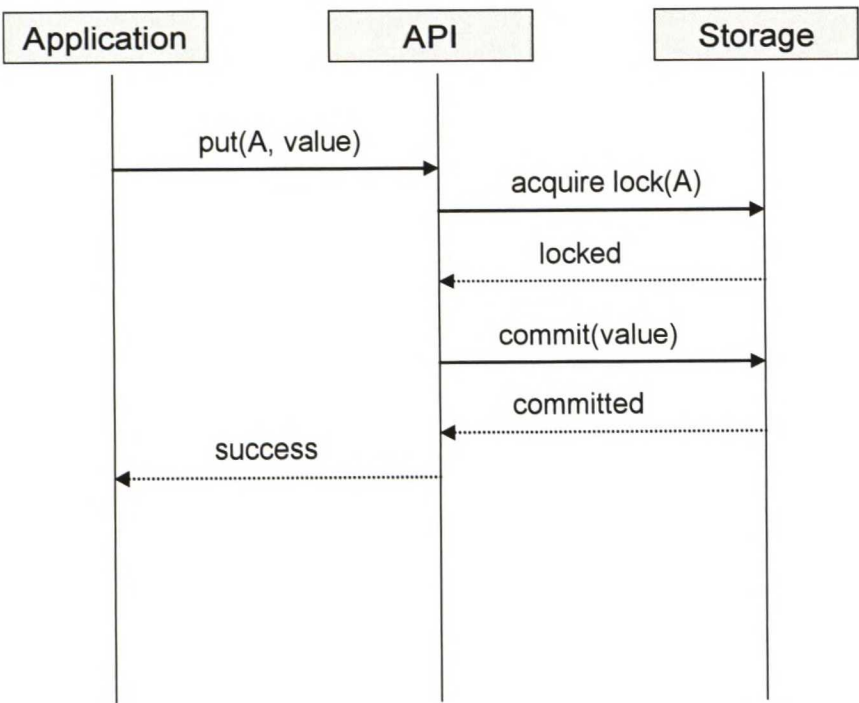 Application
API
Storage
put(A, value)
acquire lock(A)
locked
commit(value)
committed
success